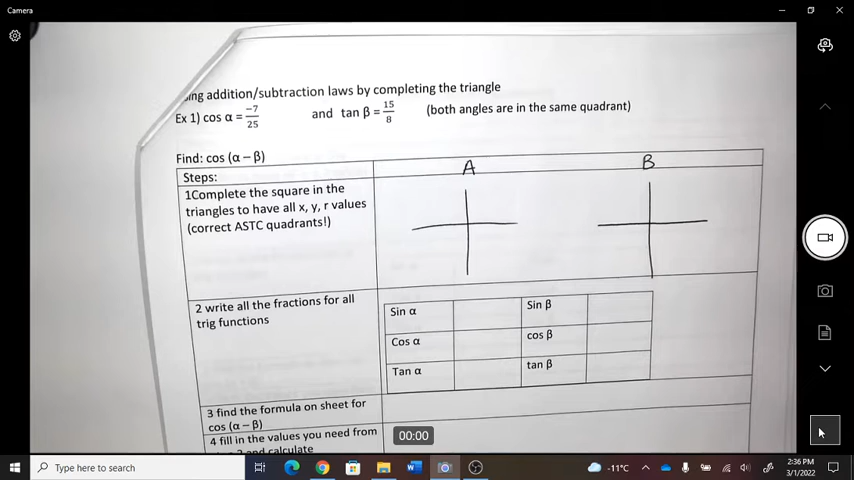 Camera
addition/subtraction laws by completing the triangle
Ex 1) cos α = -7/25 and tan β = 15/8 (both angles are in the same quadrant)
Find: cos (α – β)
Steps:
A B
1Complete the square in the
triangles to have all x, y, r values
(correct ASTC quadrants!)
2 write all the fractions for all
trig functions
Sin α Sin β
Cos α cos β
Tan α tan β
3 find the formula on sheet for
cos (α – β)
4 fill in the values you need from
and calculate
00:00
Type here to search
-11°C
2:36 PM
3/1/2022